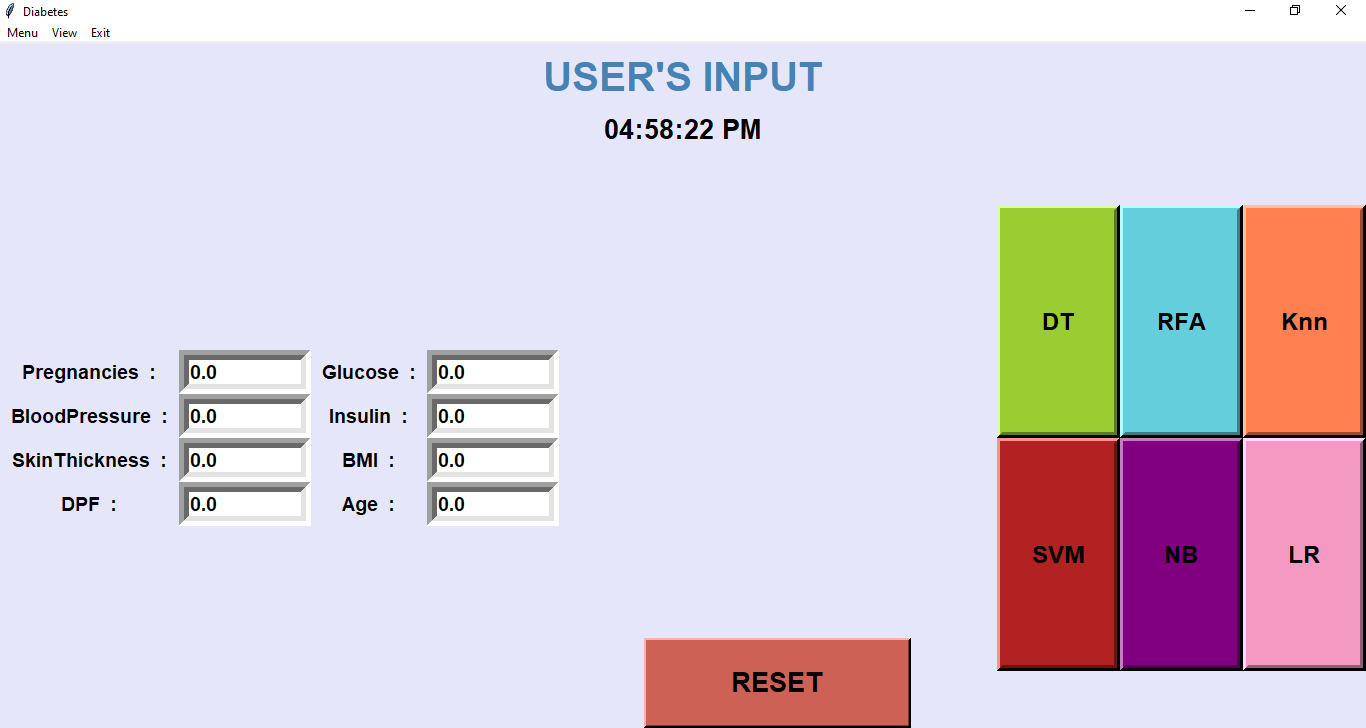 Diabetes
Menu View Exit
USER'S INPUT
04:58:22 PM
DT RFA Knn
Pregnancies : 0.0 Glucose : 0.0
BloodPressure : 0.0 Insulin : 0.0
SkinThickness : 0.0 BMI : 0.0
DPF : 0.0 Age : 0.0
SVM NB LR
RESET